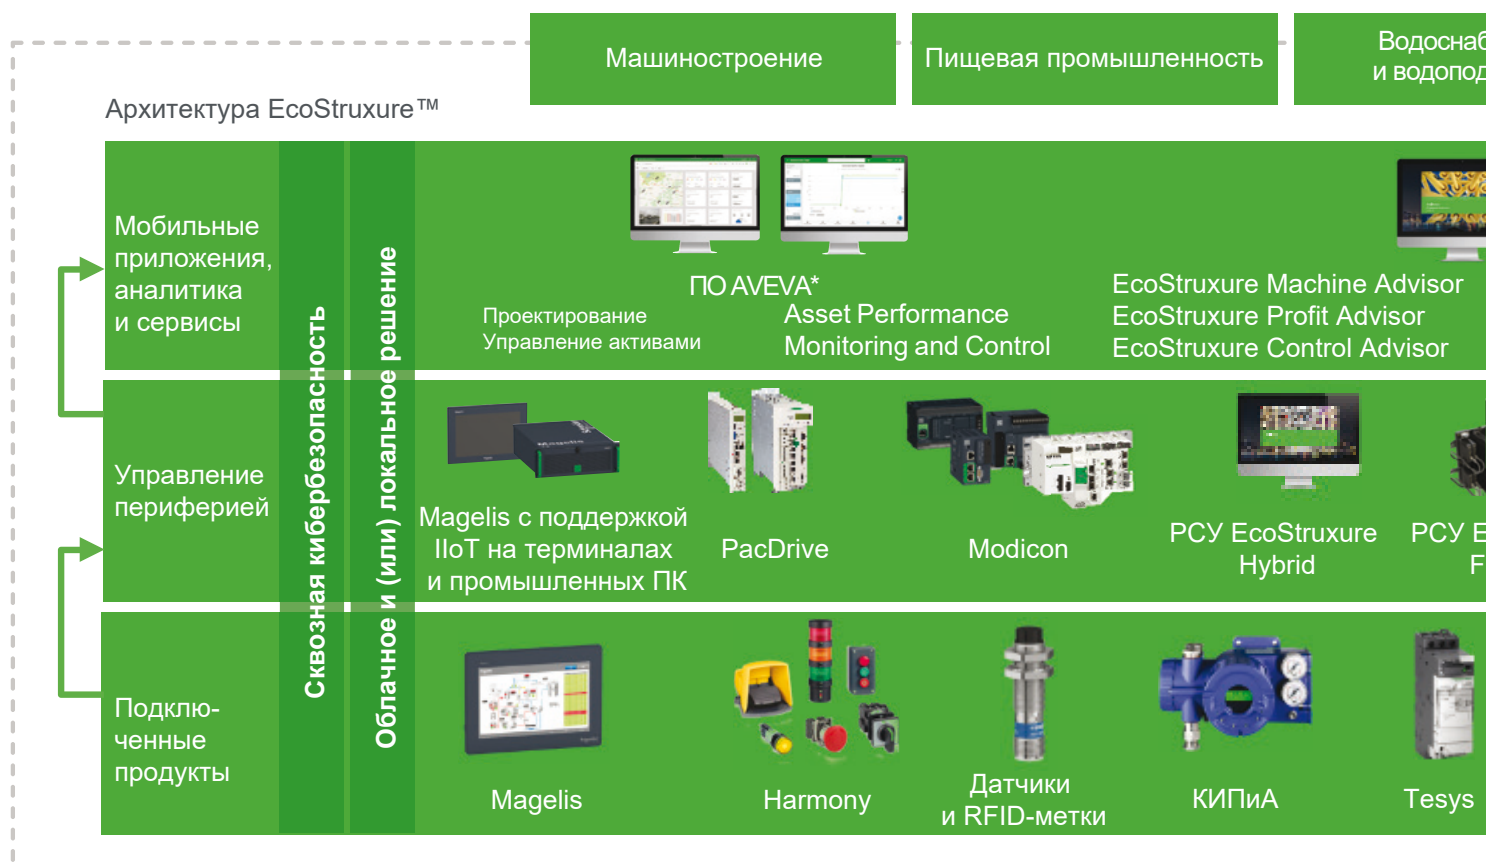 Машиностроение
Пищевая промышленность
Водоснаб
и водопод
Архитектура EcoStruxure™
Мобильные
приложения,
аналитика
и сервисы
Сквозная кибербезопасность
Облачное и (или) локальное решение
ПО AVEVA*
Проектирование
Управление активами
Asset Performance
Monitoring and Control
EcoStruxure Machine Advisor
EcoStruxure Profit Advisor
EcoStruxure Control Advisor
Управление
периферией
Magelis
Magelis с поддержкой
IIoT на терминалах
и промышленных ПК
PacDrive
Modicon
РСУ EcoStruxure
Hybrid
РСУ E
F
Подклю-
ченные
продукты
Magelis
Harmony
Датчики
и RFID-метки
КИПиА
Tesys